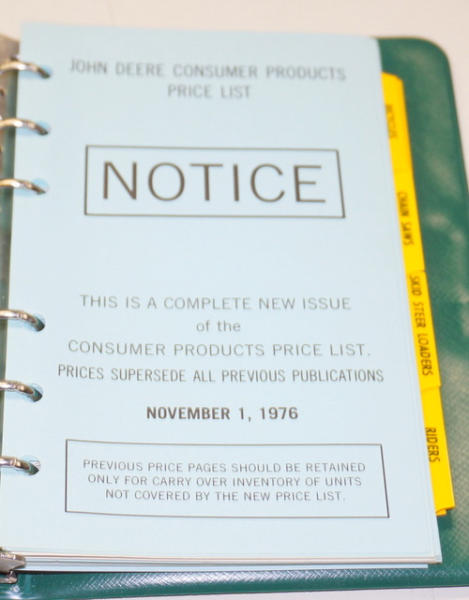 JOHN DEERE CONSUMER PRODUCTS
PRICE LIST
NOTICE
THIS IS A COMPLETE NEW ISSUE
of the
CONSUMER PRODUCTS PRICE LIST.
PRICES SUPERSEDE ALL PREVIOUS PUBLICATIONS
NOVEMBER 1, 1976
PREVIOUS PRICE PAGES SHOULD BE RETAINED
ONLY FOR CARRY OVER INVENTORY OF UNITS
NOT COVERED BY THE NEW PRICE LIST.
CHAIN SAWS
SKID STEER LOADERS
RIDERS